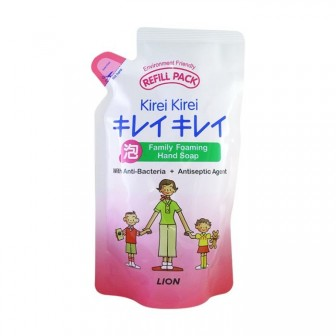 Environment Friendly
REFILL PACK
Kirei Kirei
キレイキレイ
泡
Family Foaming
Hand Soap
With Anti-Bacteria + Antiseptic Agent
LION